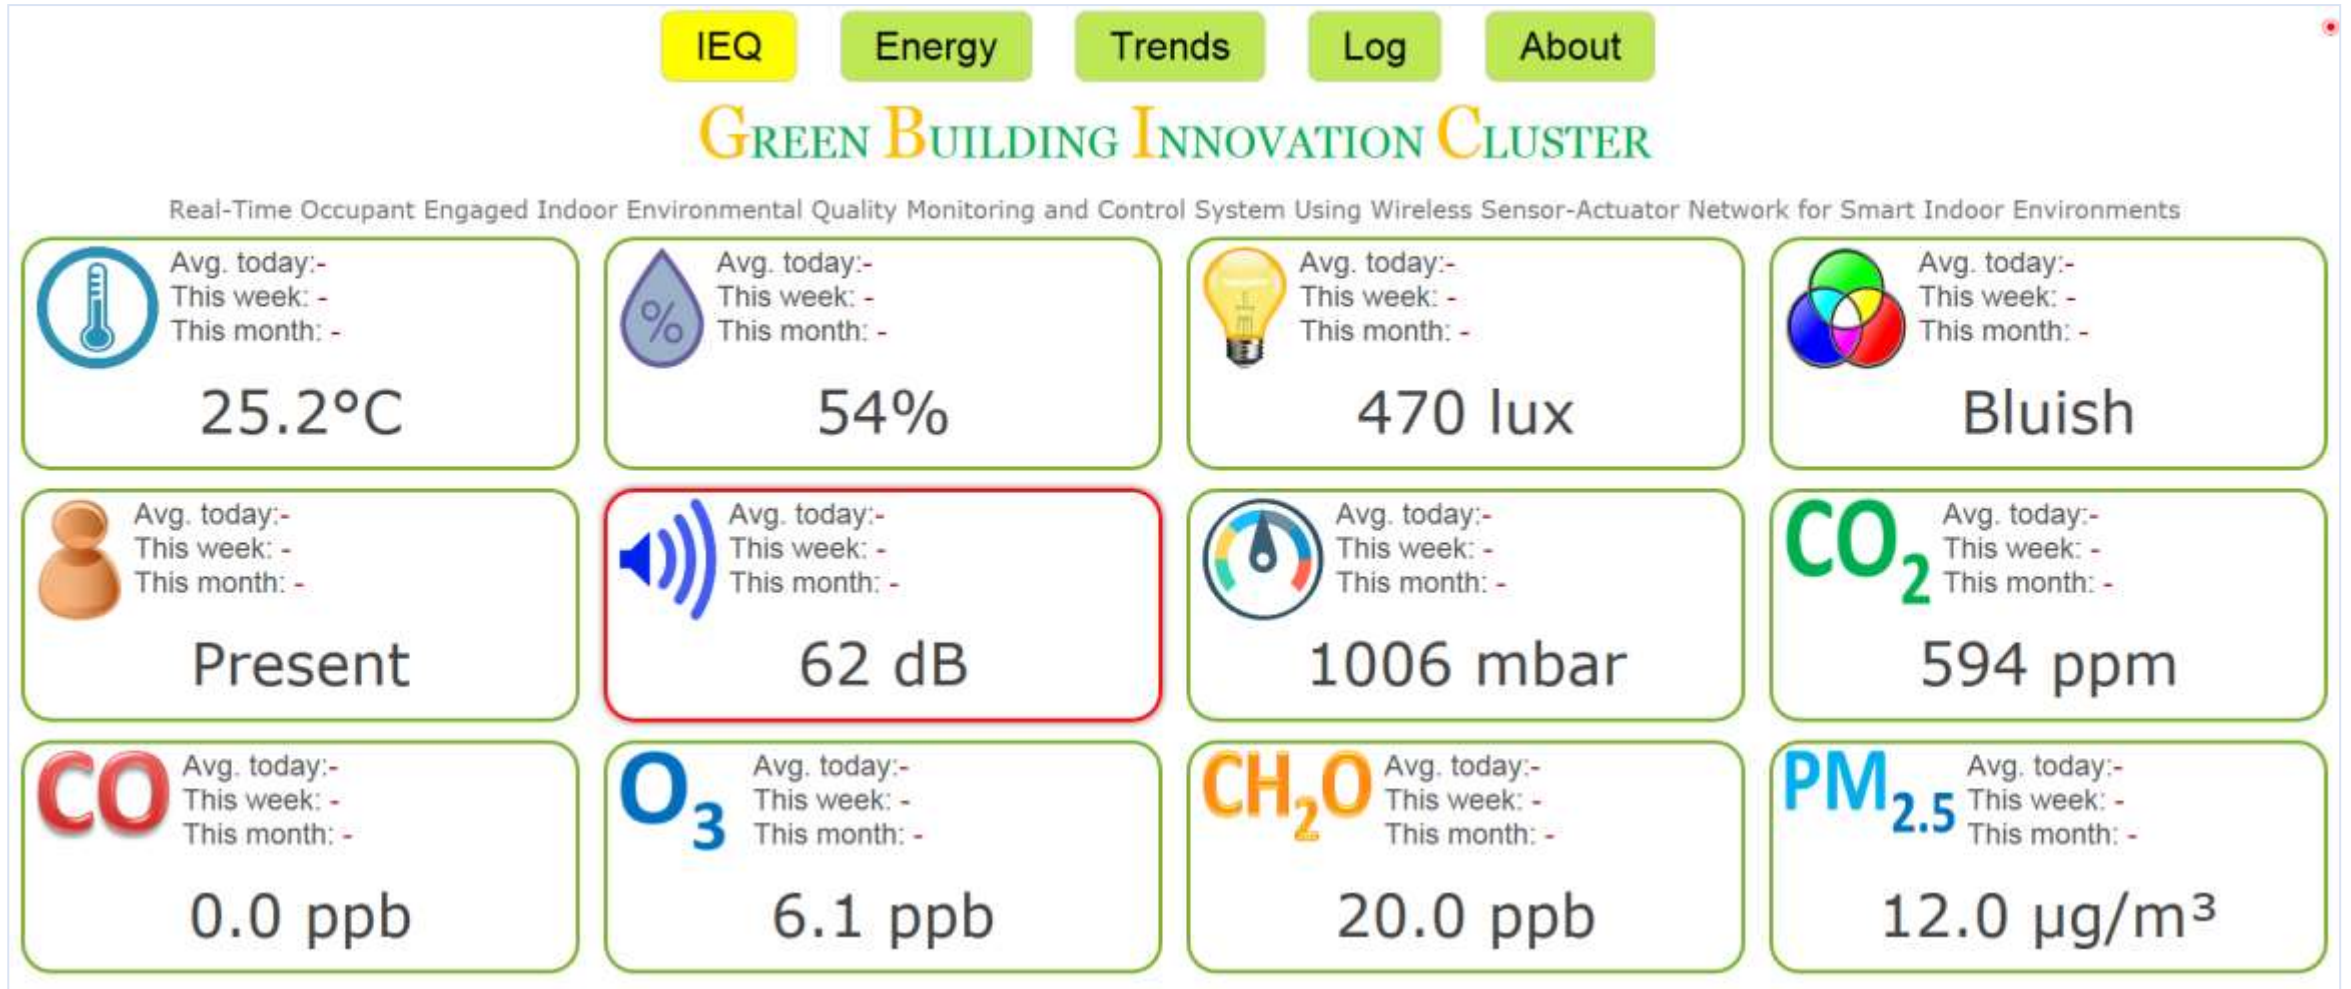 IEQ Energy Trends Log About
GREEN BUILDING INNOVATION CLUSTER
Real-Time Occupant Engaged Indoor Environmental Quality Monitoring and Control System Using Wireless Sensor-Actuator Network for Smart Indoor Environments
Avg. today:-
This week: -
This month: -
25.2°C
%
Avg. today:-
This week: -
This month: -
54%
Avg. today:-
This week: -
This month: -
470 lux
Avg. today:-
This week: -
This month: -
Bluish
Avg. today:-
This week: -
This month: -
Present
Avg. today:-
This week: -
This month: -
62 dB
Avg. today:-
This week: -
This month: -
1006 mbar
CO₂
Avg. today:-
This week: -
This month: -
594 ppm
CO
Avg. today:-
This week: -
This month: -
0.0 ppb
O₃
Avg. today:-
This week: -
This month: -
6.1 ppb
CH₂O
Avg. today:-
This week: -
This month: -
20.0 ppb
PM₂.₅
Avg. today:-
This week: -
This month: -
12.0 µg/m³